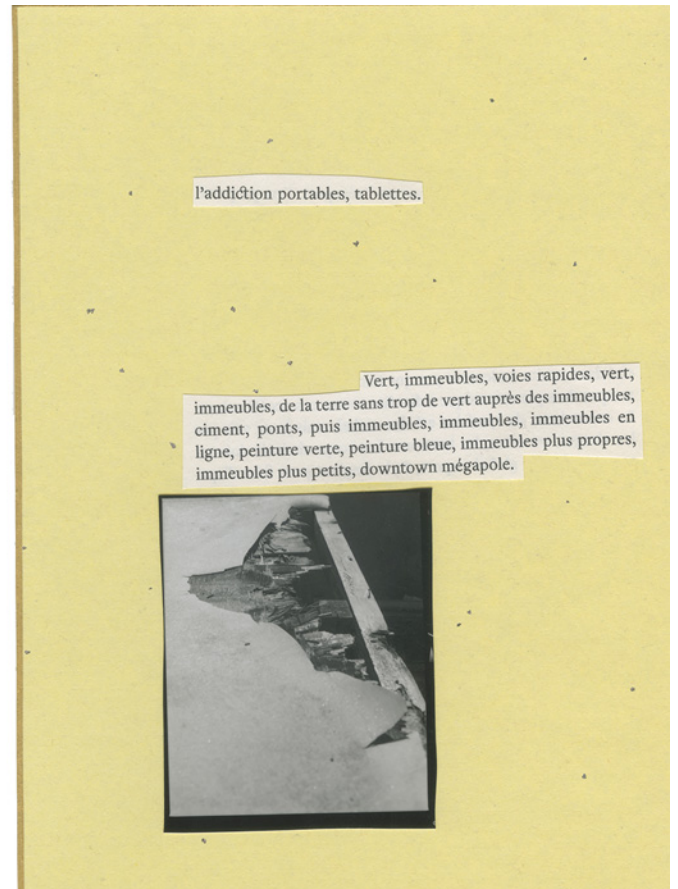 l'addiction portables, tablettes.
Vert, immeubles, voies rapides, vert,
immeubles, de la terre sans trop de vert auprès des immeubles,
ciment, ponts, puis immeubles, immeubles, immeubles en
ligne, peinture verte, peinture bleue, immeubles plus propres,
immeubles plus petits, downtown mégapole.